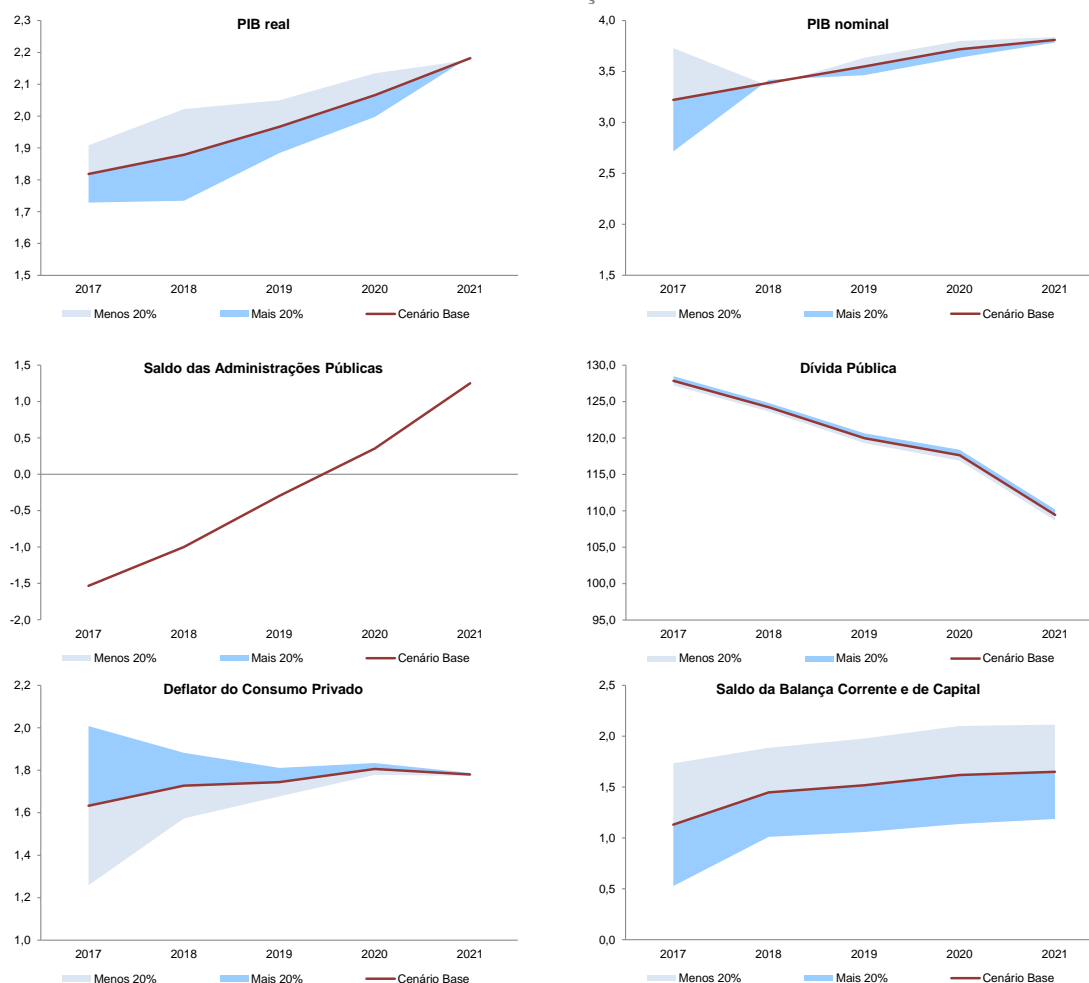 PIB real
2,3
2,2
2,1
2,0
1,9
1,8
1,7
1,6
1,5
2017 2018 2019 2020 2021
Menos 20% Mais 20% Cenário Base
PIB nominal
4,0
3,5
3,0
2,5
2,0
1,5
2017 2018 2019 2020 2021
Menos 20% Mais 20% Cenário Base
Saldo das Administrações Públicas
1,5
1,0
0,5
0,0
-0,5
-1,0
-1,5
-2,0
2017 2018 2019 2020 2021
Menos 20% Mais 20% Cenário Base
Dívida Pública
130,0
125,0
120,0
115,0
110,0
105,0
100,0
95,0
2017 2018 2019 2020 2021
Menos 20% Mais 20% Cenário Base
Deflator do Consumo Privado
2,2
2,0
1,8
1,6
1,4
1,2
1,0
2017 2018 2019 2020 2021
Menos 20% Mais 20% Cenário Base
Saldo da Balança Corrente e de Capital
2,5
2,0
1,5
1,0
0,5
0,0
2017 2018 2019 2020 2021
Menos 20% Mais 20% Cenário Base